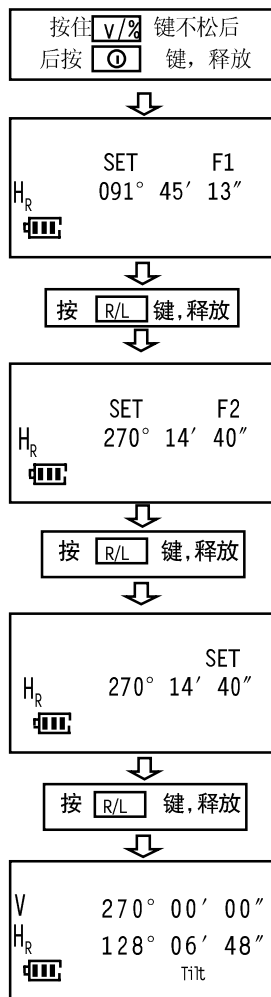 按住 V/% 键不松后
后按 键，释放
SET F1
HR 091° 45′ 13″
按 R/L 键,释放
SET F2
HR 270° 14′ 40″
按 R/L 键,释放
SET
HR 270° 14′ 40″
按 R/L 键,释放
V 270° 00′ 00″
HR 128° 06′ 48″
Tilt